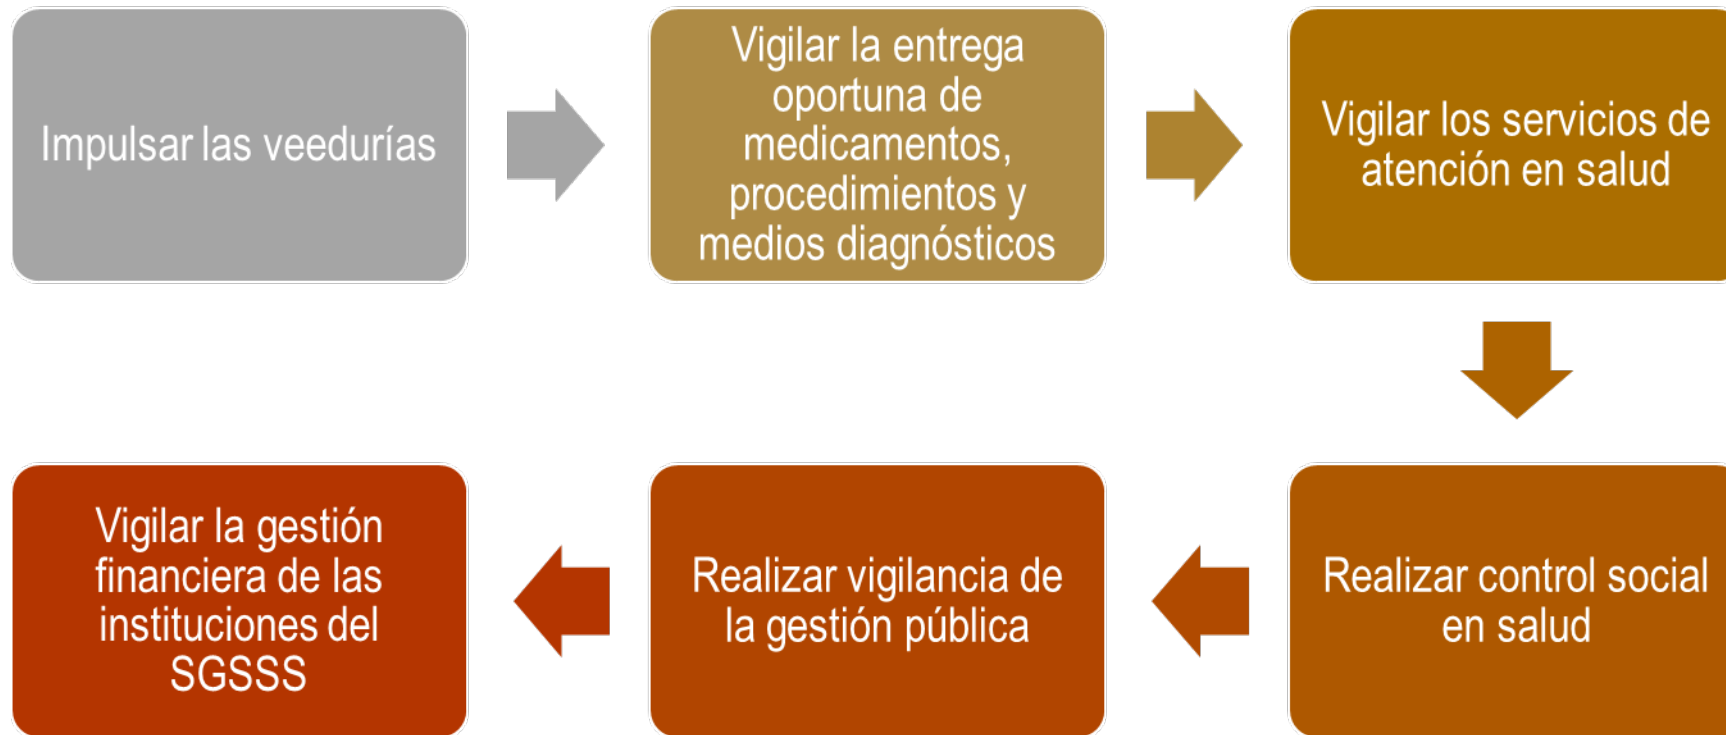 Impulsar las veedurías
Vigilar la entrega
oportuna de
medicamentos,
procedimientos y
medios diagnósticos
Vigilar los servicios de
atención en salud
Realizar control social
en salud
Realizar vigilancia de
la gestión pública
Vigilar la gestión
financiera de las
instituciones del
SGSSS